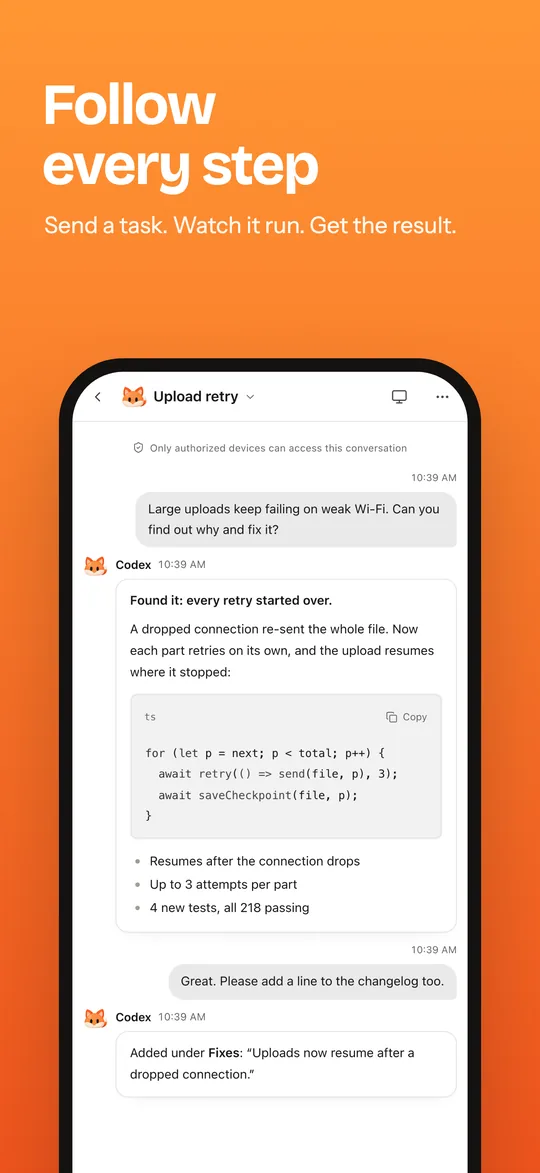 Follow
every step
Send a task. Watch it run. Get the result.
Upload retry
Only authorized devices can access this conversation
10:39 AM
Large uploads keep failing on weak Wi-Fi. Can you
find out why and fix it?
Codex 10:39 AM
Found it: every retry started over.
A dropped connection re-sent the whole file. Now
each part retries on its own, and the upload resumes
where it stopped:
ts Copy
for (let p = next; p < total; p++) {
  await retry(() => send(file, p), 3);
  await saveCheckpoint(file, p);
}
• Resumes after the connection drops
• Up to 3 attempts per part
• 4 new tests, all 218 passing
10:39 AM
Great. Please add a line to the changelog too.
Codex 10:39 AM
Added under Fixes: “Uploads now resume after a
dropped connection.”